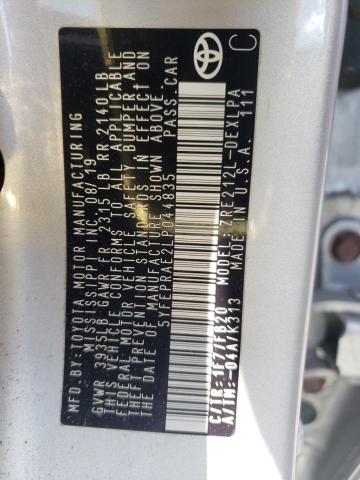 MFD.BY: TOYOTA MOTOR MANUFACTURING
MISSISSIPPI INC. 08/19
GVWR 3935LB GAWR FR 2315 LB RR 2140LB
THIS VEHICLE CONFORMS TO ALL APPLICABLE
FEDERAL MOTOR VEHICLE SAFETY, BUMPER AND
THEFT PREVENTION STANDARDS IN EFFECT ON
THE DATE OF MANUFACTURE SHOWN ABOVE.
5YFEPRAE2LP044835 PASS. CAR
C/TR: 1F7/FB20 MODEL: ZRE212L-DEXLPA
A/TM: -04A/K313 U.S.A. 111
TOYOTA
C